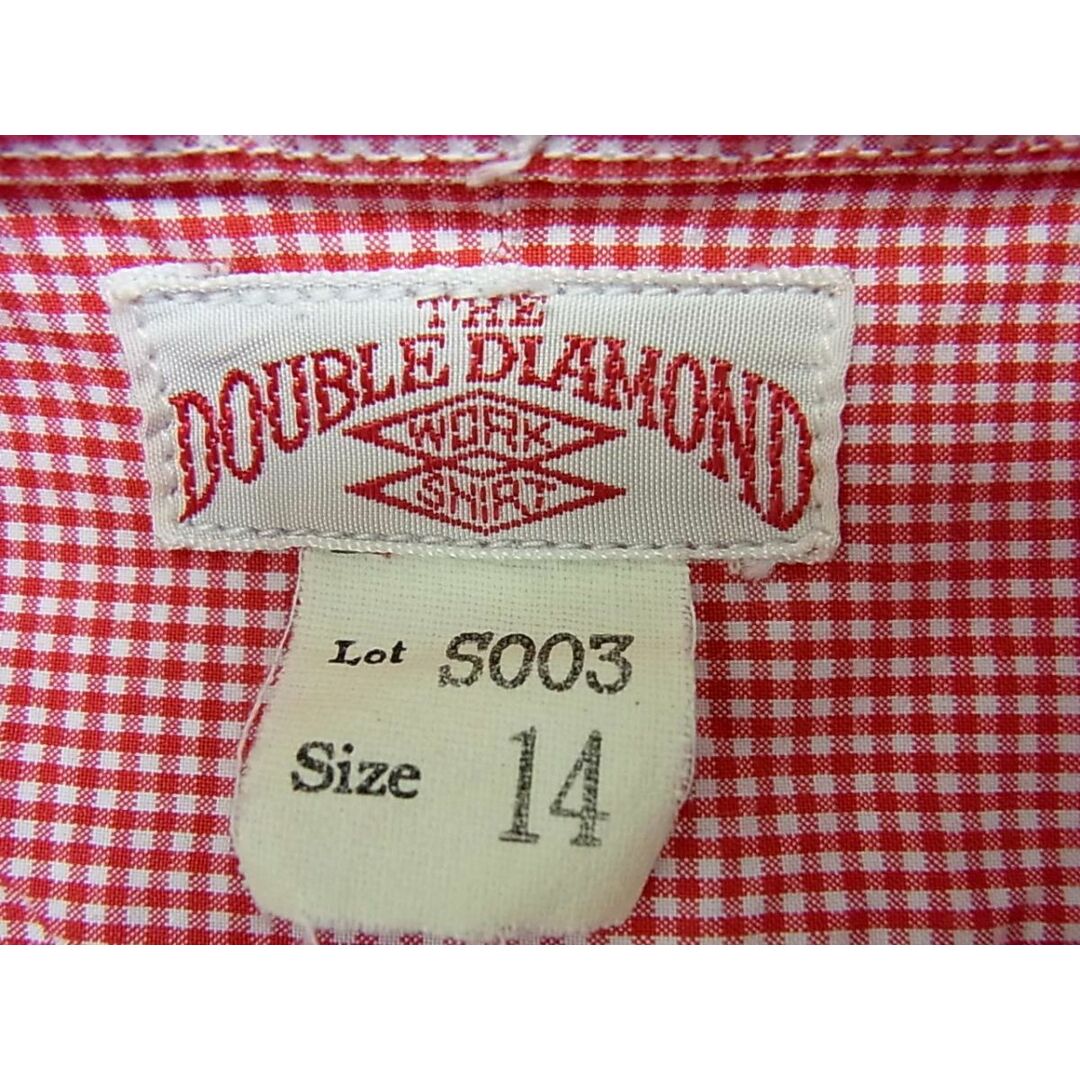 THE
DOUBLE DIAMOND
WORK
SHIRT
Lot S003
Size 14